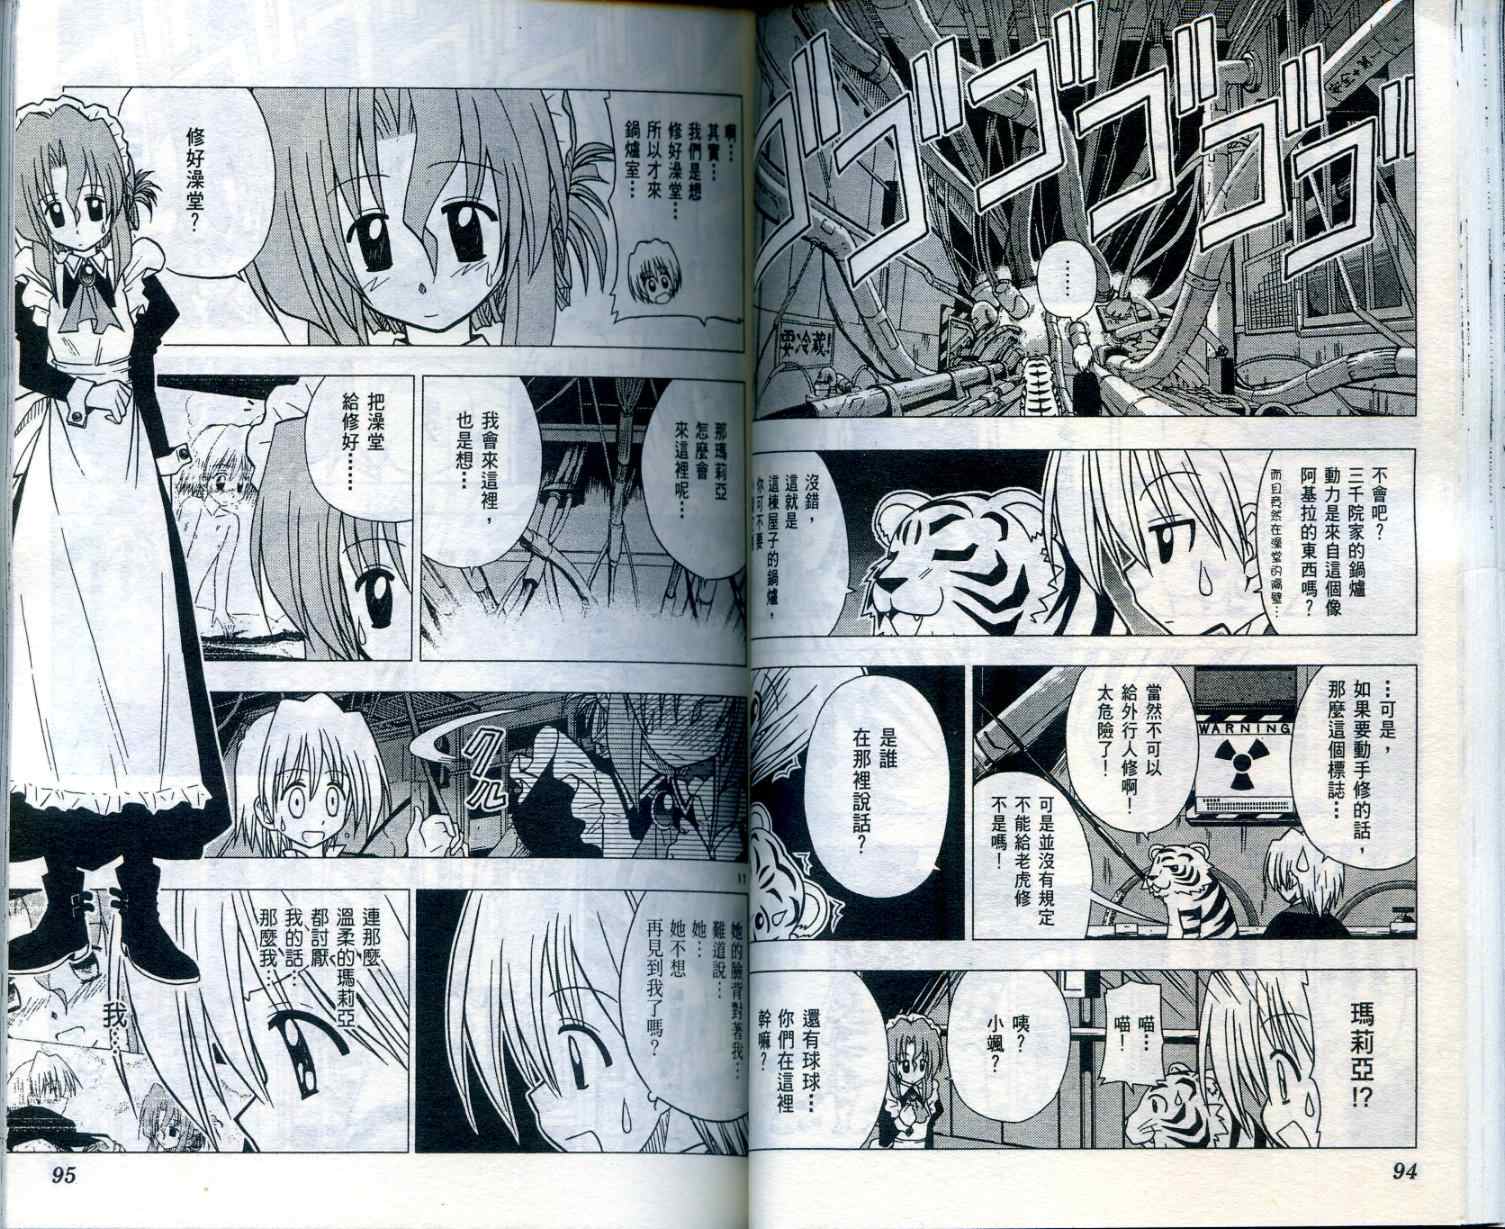 ゴゴゴゴゴゴ
零冷蔵!
……
不會吧？
三千院家的鍋爐
動力是來自這個像
阿基拉的東西嗎？
而且竟然在澡堂的隔壁…
沒錯，
這就是
這棟屋子的鍋爐，
你可不要
…可是，
如果要動手修的話，
那麼這個標誌…
WARNING
當然不可以
給外行人修啊！
太危險了！
可是並沒有規定
不能給老虎修
不是嗎！
是誰
在那裡說話？
瑪莉亞!?
喵…
喵！
咦？
小颯？
還有球球…
你們在這裡
幹嘛？
94
啊…
其實…
我們是想
修好澡堂…
所以才來
鍋爐室…
修好澡堂？
那瑪莉亞
怎麼會
來這裡呢…
我會來這裡，
也是想…
把澡堂
給修好……
她的臉背對著我…
難道說…
她…
她不想
再見到我了嗎？
連那麼
溫柔的瑪莉亞
都討厭
我的話…
那麼我…
我……
95